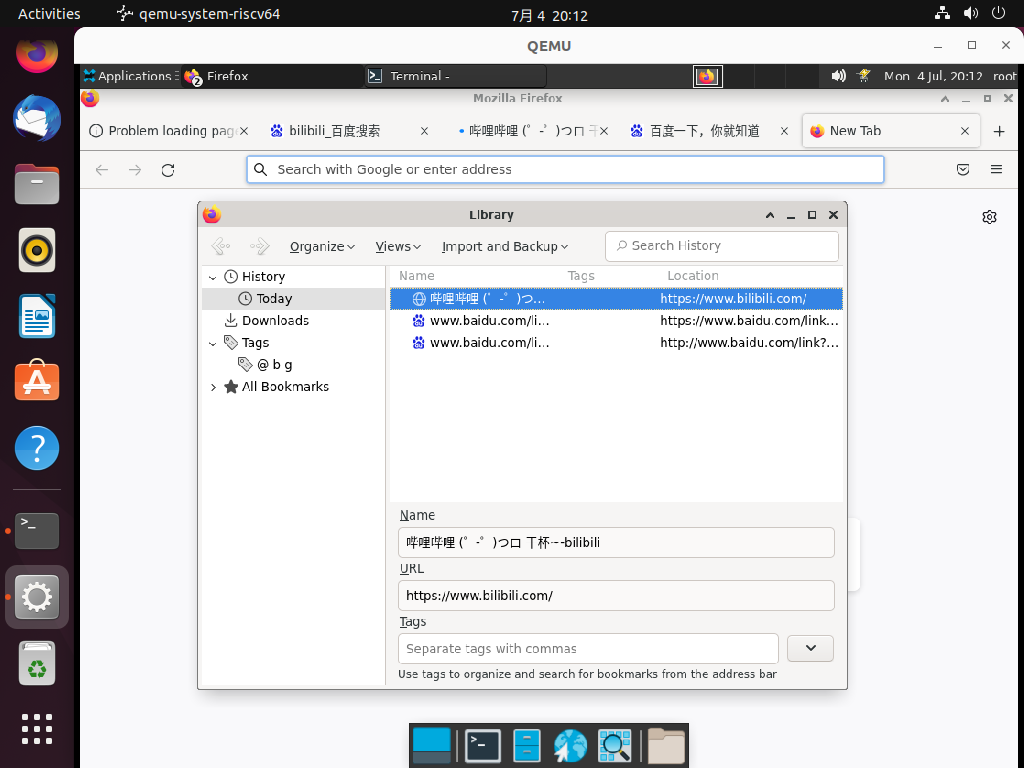 Activities
qemu-system-riscv64
7月 4 20:12
QEMU
Applications
2
Firefox
Terminal -
Mon 4 Jul, 20:12
root
Mozilla Firefox
Problem loading page
bilibili_百度搜索
哔哩哔哩 (゜-゜)つロ 干
百度一下，你就知道
New Tab
Search with Google or enter address
Library
Organize
Views
Import and Backup
Search History
Name
Tags
Location
History
Today
Downloads
Tags
@ b g
All Bookmarks
哔哩哔哩 (゜-゜)つ...
https://www.bilibili.com/
www.baidu.com/li...
https://www.baidu.com/link...
www.baidu.com/li...
http://www.baidu.com/link?...
Name
哔哩哔哩 (゜-゜)つロ 干杯~-bilibili
URL
https://www.bilibili.com/
Tags
Separate tags with commas
Use tags to organize and search for bookmarks from the address bar